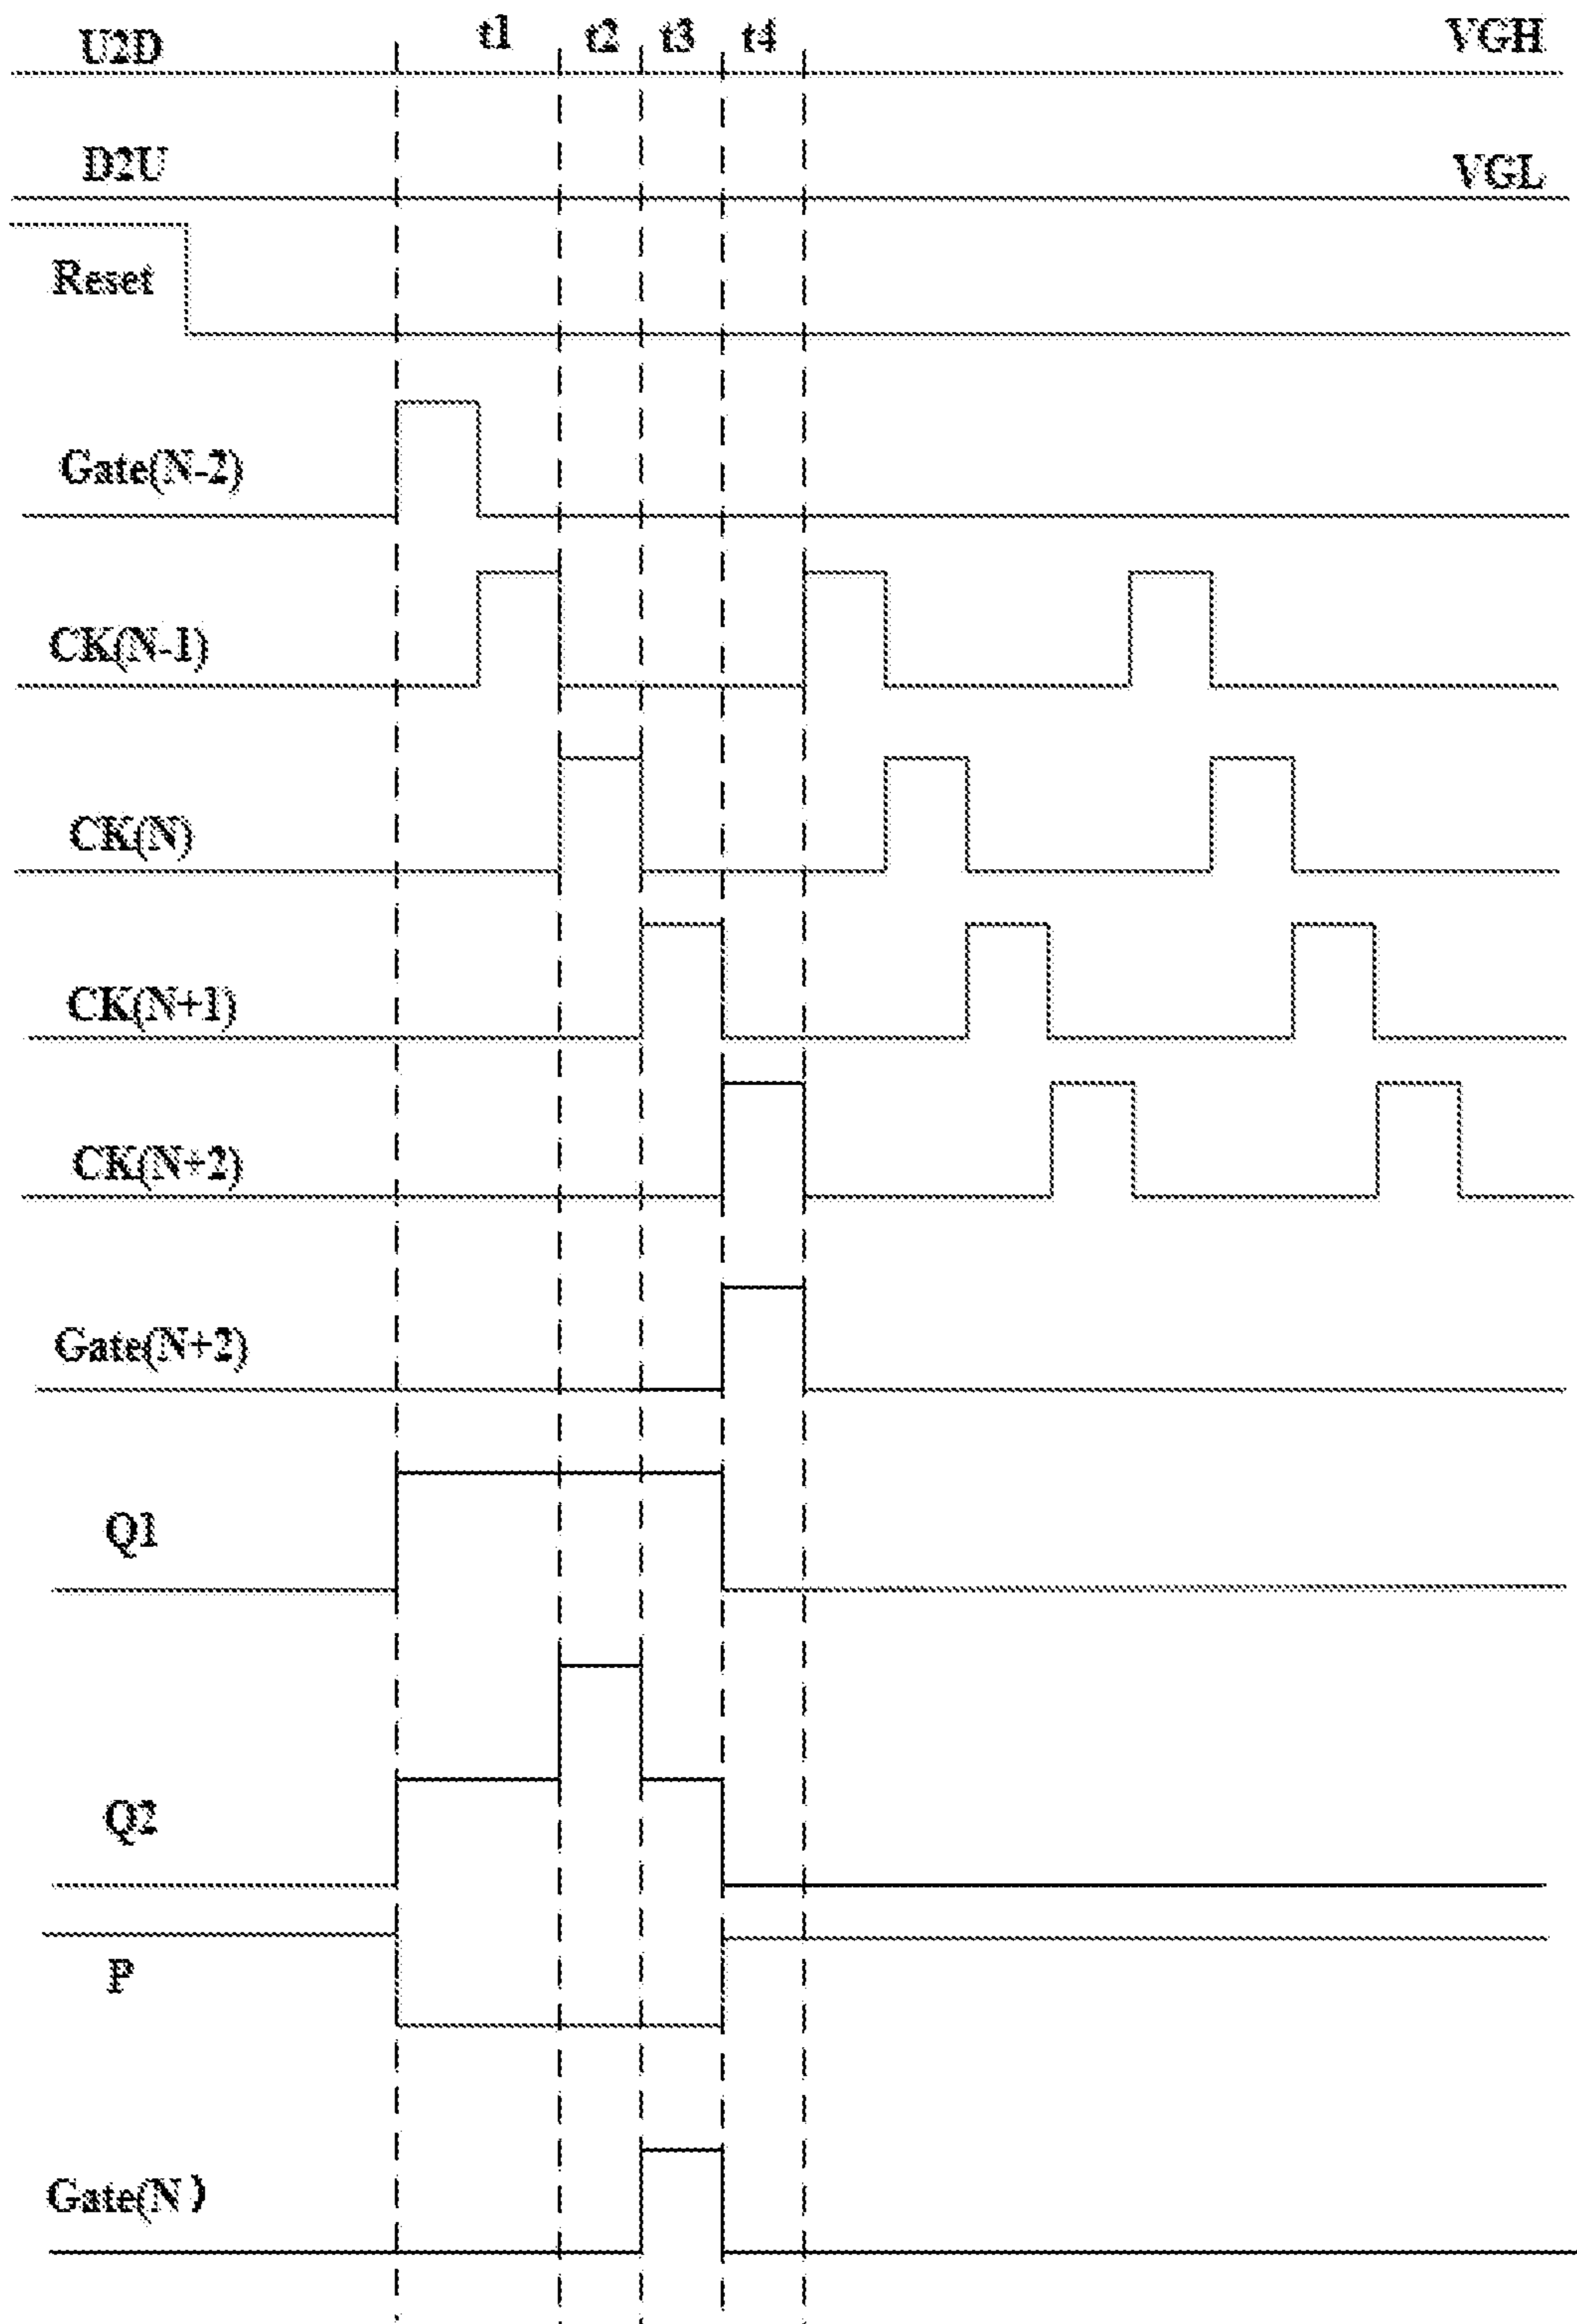 U2D t1 t2 t3 t4 VGH
D2U VGL
Reset
Gate(N-2)
CK(N-1)
CK(N)
CK(N+1)
CK(N+2)
Gate(N+2)
Q1
Q2
P
Gate(N)